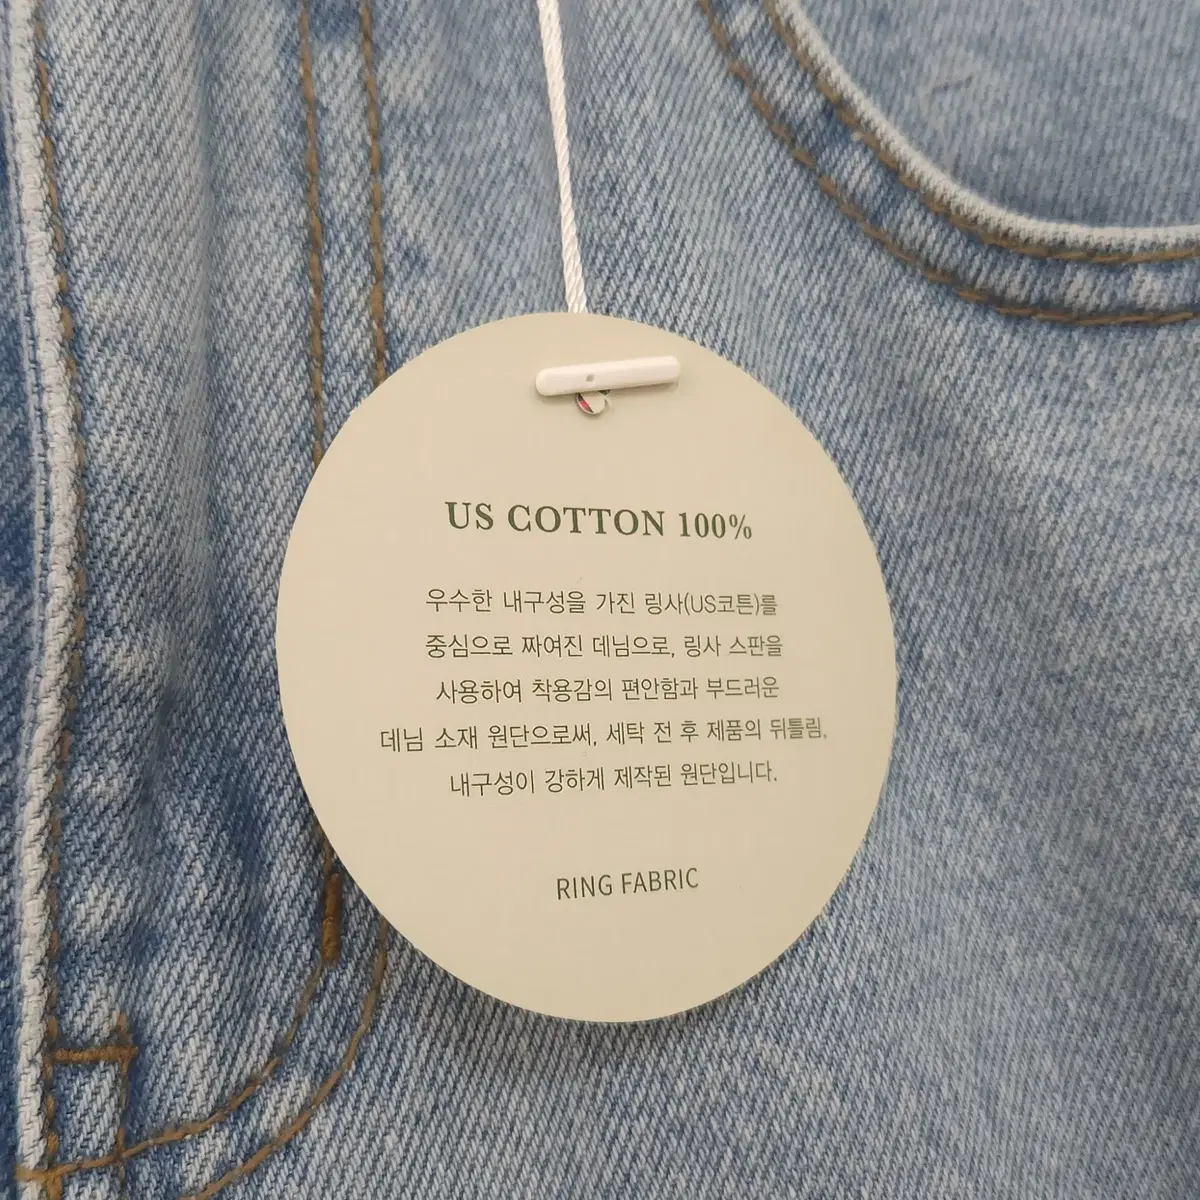 US COTTON 100%
우수한 내구성을 가진 링사(US코튼)를
중심으로 짜여진 데님으로, 링사 스판을
사용하여 착용감의 편안함과 부드러운
데님 소재 원단으로써, 세탁 전 후 제품의 뒤틀림,
내구성이 강하게 제작된 원단입니다.
RING FABRIC